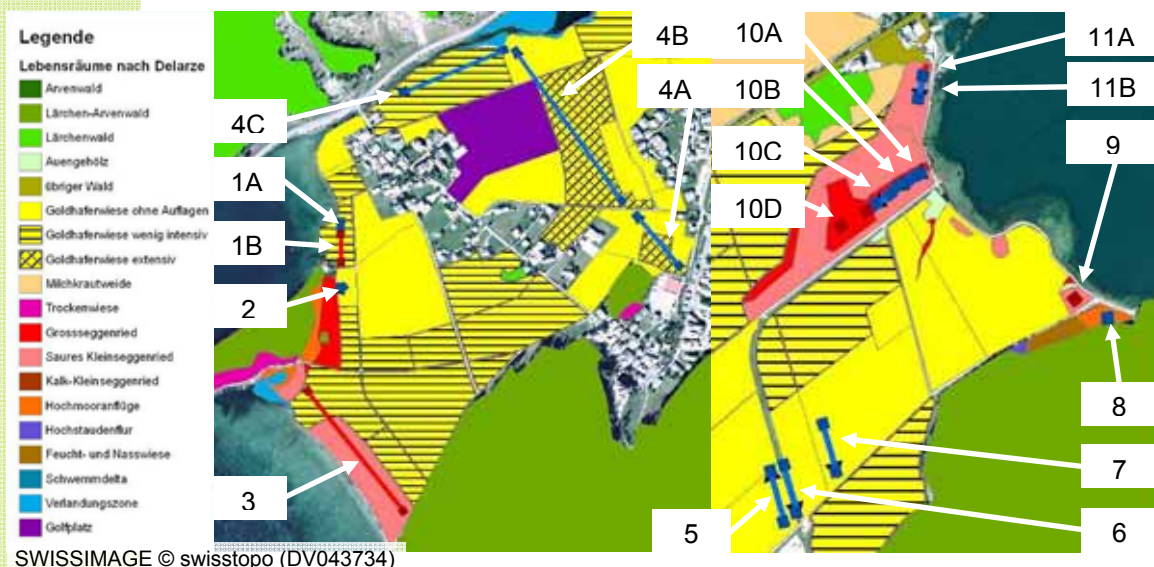 Legende
Lebensräume nach Delarze
Arvenwald
Lärchen-Arvenwald
Lärchenwald
Auengehölz
übriger Wald
Goldhaferwiese ohne Auflagen
Goldhaferwiese wenig intensiv
Goldhaferwiese extensiv
Milchkrautweide
Trockenwiese
Grossseggenried
Saures Kleinseggenried
Kalk-Kleinseggenried
Hochmooranflüge
Hochstaudenflur
Feucht- und Nasswiese
Schwemmdelta
Verlandungszone
Golfplatz
4C
1A
1B
2
3
4B
4A
5
10A
10B
10C
10D
11A
11B
9
8
7
6
SWISSIMAGE © swisstopo (DV043734)